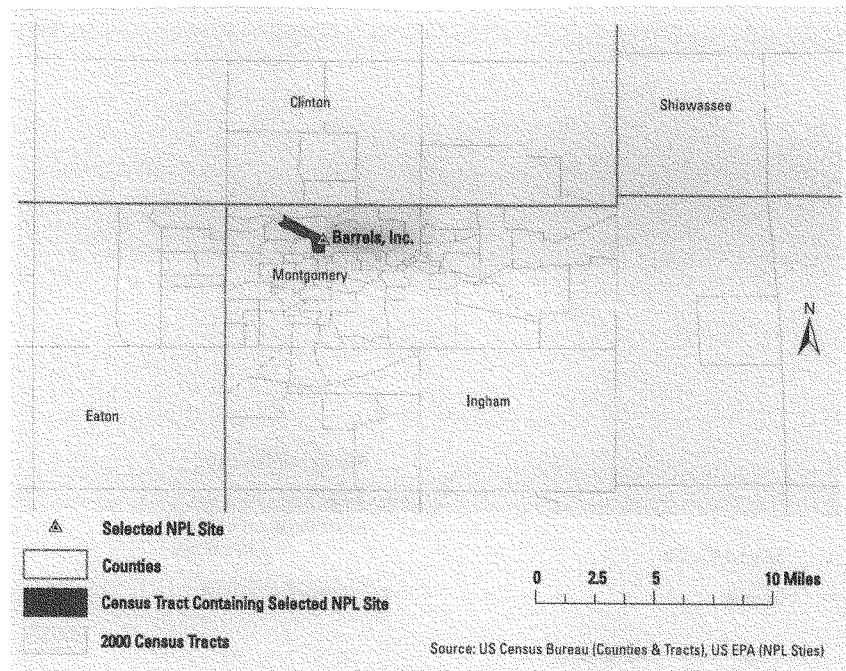 Clinton
Shiawassee
Barrels, Inc.
Montgomery
N
Eaton
Ingham
Selected NPL Site
Counties
Census Tract Containing Selected NPL Site
2000 Census Tracts
0 2.5 5 10 Miles
Source: US Census Bureau (Counties & Tracts), US EPA (NPL Sties)